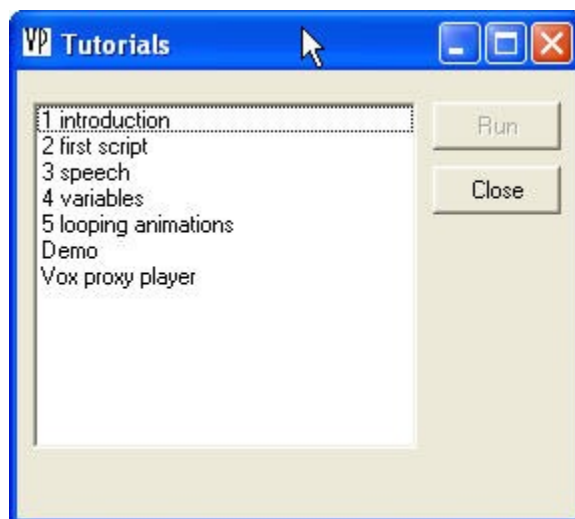 VP Tutorials
1 introduction
2 first script
3 speech
4 variables
5 looping animations
Demo
Vox proxy player
Run
Close